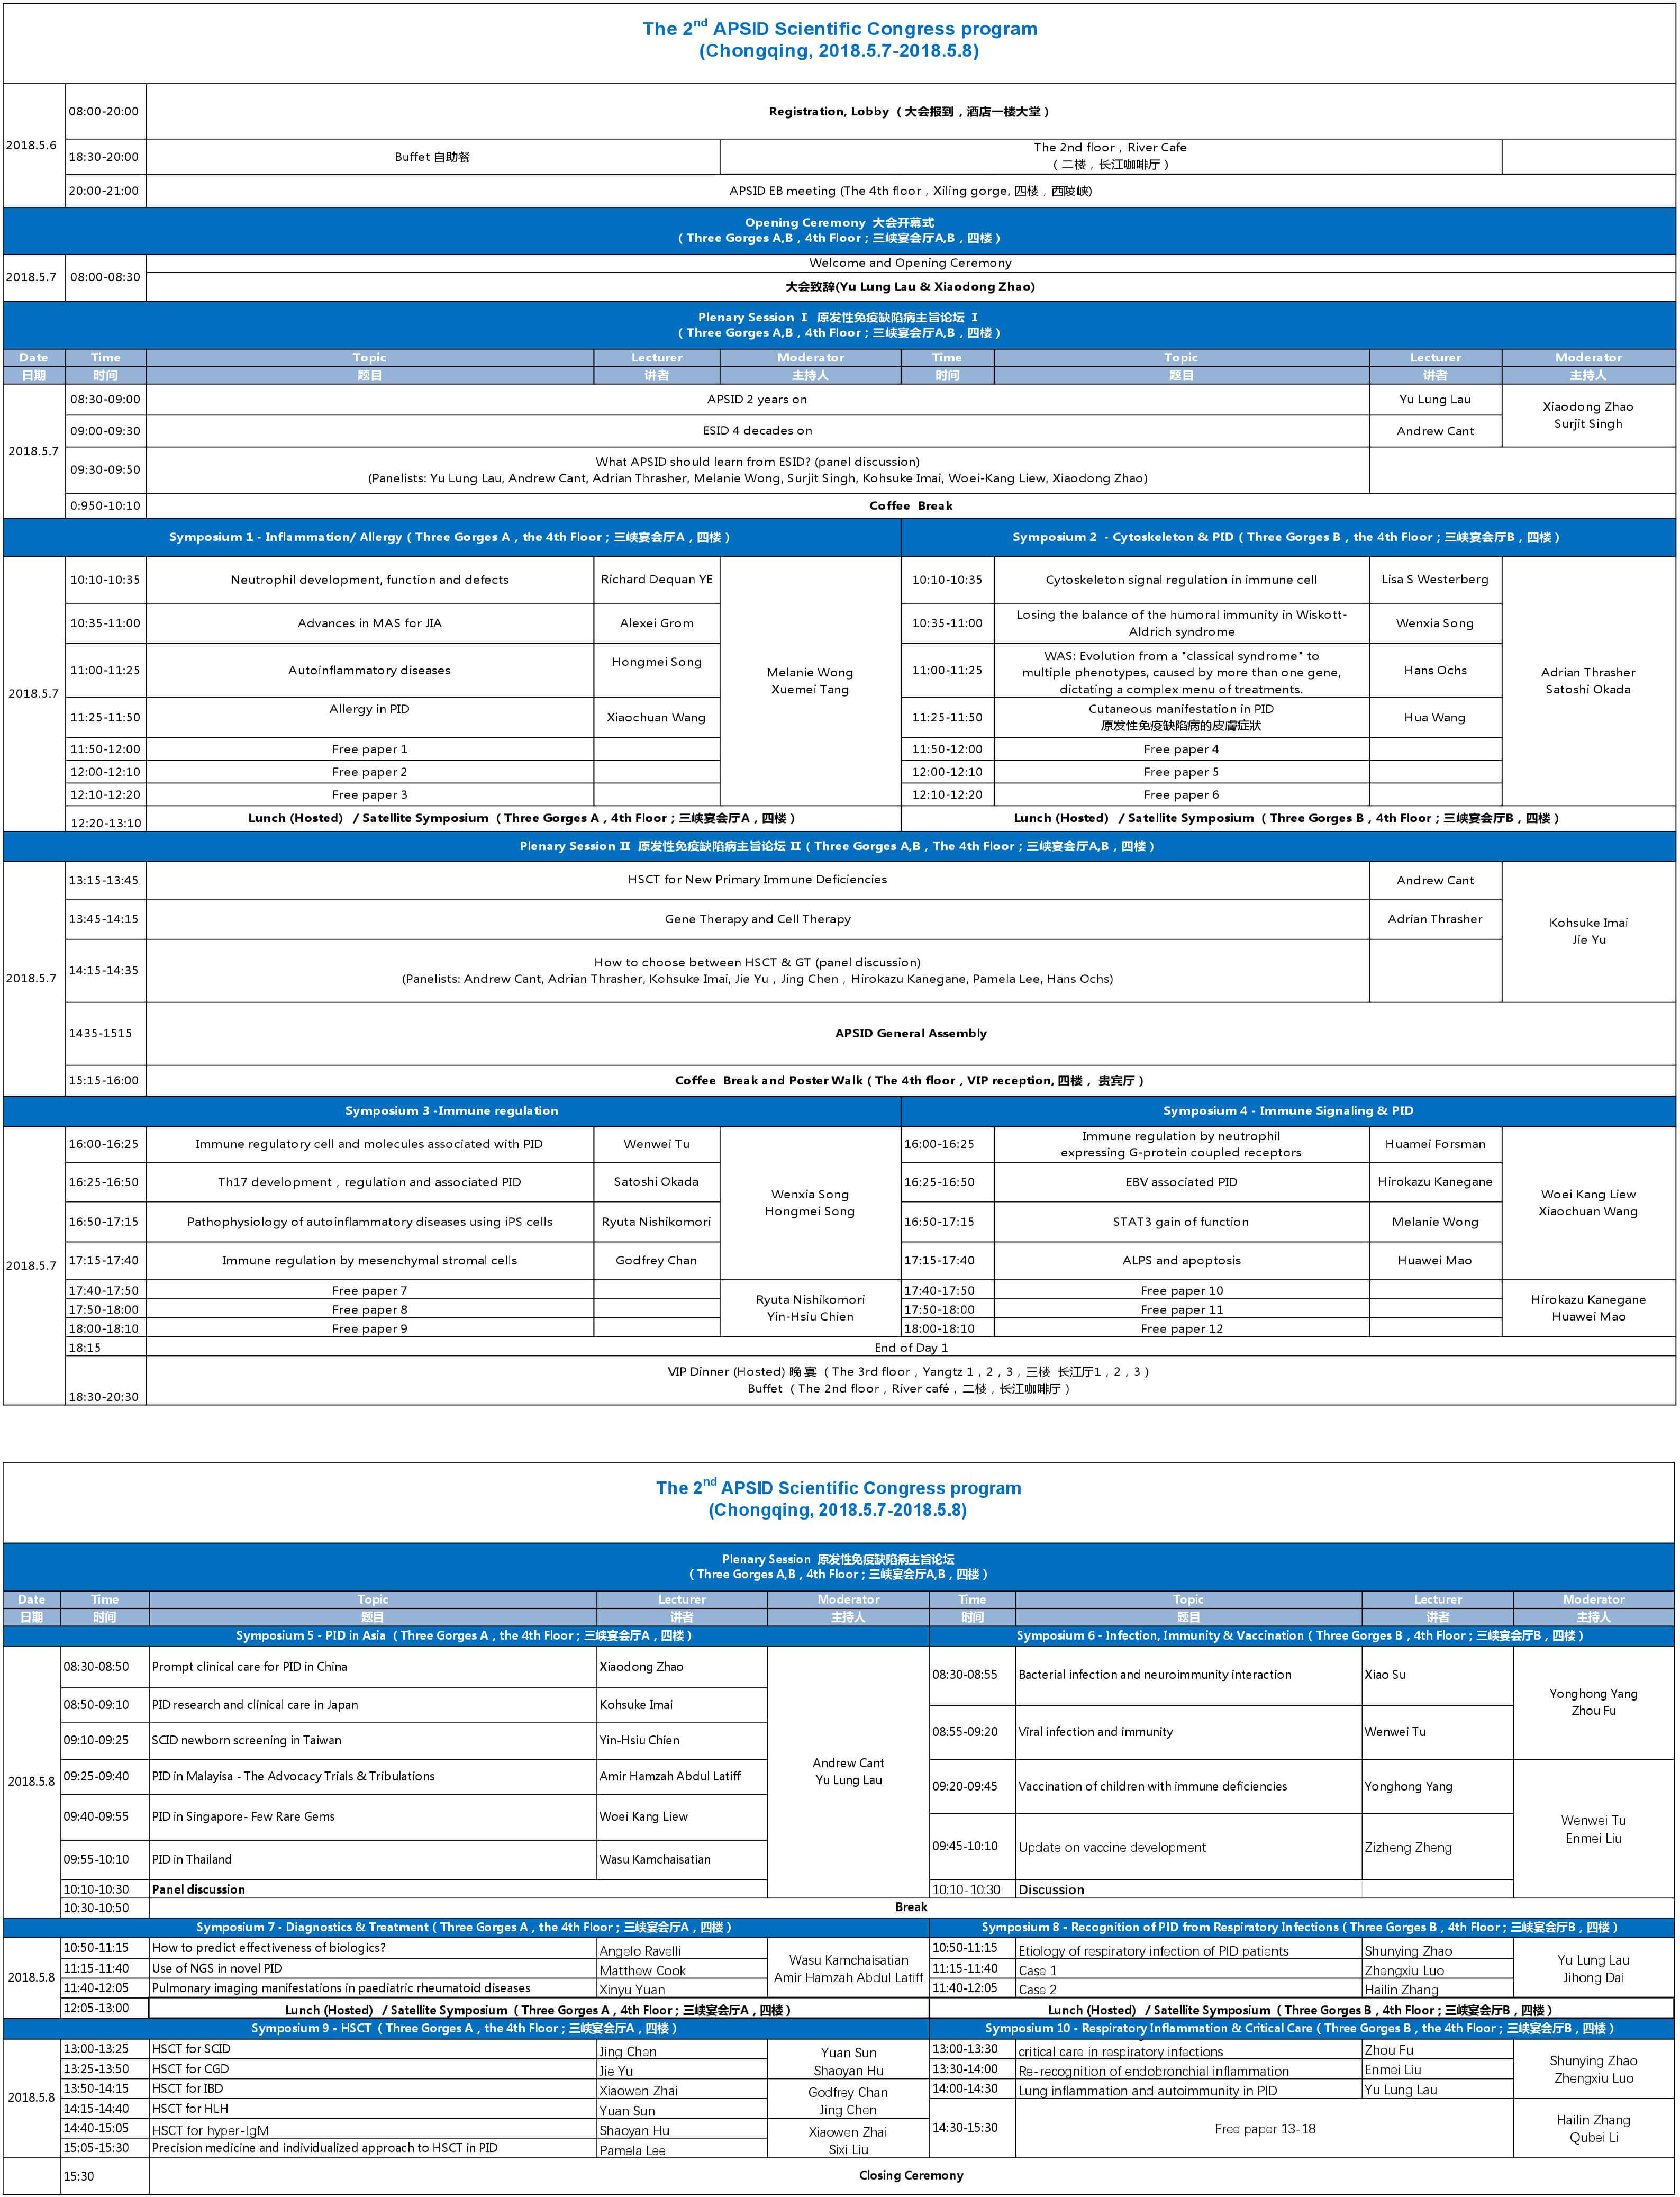 The 2nd APSID Scientific Congress program
(Chongqing, 2018.5.7-2018.5.8)
2018.5.6
08:00-20:00
Registration, Lobby（大会报到，酒店一楼大堂）
18:30-20:00
Buffet 自助餐
The 2nd floor，River Cafe
（二楼，长江咖啡厅）
20:00-21:00
APSID EB meeting (The 4th floor，Xiling gorge, 四楼，西陵峡)
Opening Ceremony 大会开幕式
（Three Gorges A,B，4th Floor；三峡宴会厅A,B，四楼）
2018.5.7
08:00-08:30
Welcome and Opening Ceremony
大会致辞(Yu Lung Lau & Xiaodong Zhao)
Plenary Session Ⅰ 原发性免疫缺陷病主旨论坛 Ⅰ
（Three Gorges A,B，4th Floor；三峡宴会厅A,B，四楼）
Date Time Topic Lecturer Moderator Time Topic Lecturer Moderator
日期 时间 题目 讲者 主持人 时间 题目 讲者 主持人
2018.5.7
08:30-09:00 APSID 2 years on Yu Lung Lau
Xiaodong Zhao
Surjit Singh
09:00-09:30 ESID 4 decades on Andrew Cant
09:30-09:50
What APSID should learn from ESID? (panel discussion)
(Panelists: Yu Lung Lau, Andrew Cant, Adrian Thrasher, Melanie Wong, Surjit Singh, Kohsuke Imai, Woei-Kang Liew, Xiaodong Zhao)
0:950-10:10 Coffee Break
Symposium 1 - Inflammation/ Allergy（Three Gorges A，the 4th Floor；三峡宴会厅A，四楼）
Symposium 2 - Cytoskeleton & PID（Three Gorges B，the 4th Floor；三峡宴会厅B，四楼）
2018.5.7
10:10-10:35 Neutrophil development, function and defects Richard Dequan YE
10:10-10:35 Cytoskeleton signal regulation in immune cell Lisa S Westerberg
10:35-11:00 Advances in MAS for JIA Alexei Grom
10:35-11:00
Losing the balance of the humoral immunity in Wiskott-
Aldrich syndrome
Wenxia Song
11:00-11:25 Autoinflammatory diseases Hongmei Song
Melanie Wong
Xuemei Tang
11:00-11:25
WAS: Evolution from a "classical syndrome" to
multiple phenotypes, caused by more than one gene,
dictating a complex menu of treatments.
Hans Ochs
Adrian Thrasher
Satoshi Okada
11:25-11:50 Allergy in PID Xiaochuan Wang
11:25-11:50
Cutaneous manifestation in PID
原发性免疫缺陷病的皮膚症狀
Hua Wang
11:50-12:00 Free paper 1 11:50-12:00 Free paper 4
12:00-12:10 Free paper 2 12:00-12:10 Free paper 5
12:10-12:20 Free paper 3 12:10-12:20 Free paper 6
12:20-13:10
Lunch (Hosted) / Satellite Symposium（Three Gorges A，4th Floor；三峡宴会厅A，四楼）
Lunch (Hosted) / Satellite Symposium（Three Gorges B，4th Floor；三峡宴会厅B，四楼）
Plenary Session Ⅱ 原发性免疫缺陷病主旨论坛 Ⅱ（Three Gorges A,B，The 4th Floor；三峡宴会厅A,B，四楼）
2018.5.7
13:15-13:45 HSCT for New Primary Immune Deficiencies Andrew Cant
13:45-14:15 Gene Therapy and Cell Therapy Adrian Thrasher
Kohsuke Imai
Jie Yu
14:15-14:35
How to choose between HSCT & GT (panel discussion)
(Panelists: Andrew Cant, Adrian Thrasher, Kohsuke Imai, Jie Yu，Jing Chen，Hirokazu Kanegane, Pamela Lee, Hans Ochs)
1435-1515 APSID General Assembly
15:15-16:00 Coffee Break and Poster Walk（The 4th floor，VIP reception, 四楼，贵宾厅）
Symposium 3 -Immune regulation
Symposium 4 - Immune Signaling & PID
2018.5.7
16:00-16:25 Immune regulatory cell and molecules associated with PID Wenwei Tu
16:00-16:25
Immune regulation by neutrophil
expressing G-protein coupled receptors
Huamei Forsman
16:25-16:50 Th17 development，regulation and associated PID Satoshi Okada
Wenxia Song
Hongmei Song
16:25-16:50 EBV associated PID Hirokazu Kanegane
Woei Kang Liew
Xiaochuan Wang
16:50-17:15 Pathophysiology of autoinflammatory diseases using iPS cells Ryuta Nishikomori
16:50-17:15 STAT3 gain of function Melanie Wong
17:15-17:40 Immune regulation by mesenchymal stromal cells Godfrey Chan
17:15-17:40 ALPS and apoptosis Huawei Mao
17:40-17:50 Free paper 7 17:40-17:50 Free paper 10
17:50-18:00 Free paper 8
Ryuta Nishikomori
Yin-Hsiu Chien
17:50-18:00 Free paper 11
Hirokazu Kanegane
Huawei Mao
18:00-18:10 Free paper 9 18:00-18:10 Free paper 12
18:15 End of Day 1
18:30-20:30
VIP Dinner (Hosted) 晚 宴（The 3rd floor，Yangtz 1，2，3，三楼 长江厅1，2，3）
Buffet（The 2nd floor，River café，二楼，长江咖啡厅）
The 2nd APSID Scientific Congress program
(Chongqing, 2018.5.7-2018.5.8)
Plenary Session 原发性免疫缺陷病主旨论坛
（Three Gorges A,B，4th Floor；三峡宴会厅A,B，四楼）
Date Time Topic Lecturer Moderator Time Topic Lecturer Moderator
日期 时间 题目 讲者 主持人 时间 题目 讲者 主持人
Symposium 5 - PID in Asia（Three Gorges A，the 4th Floor；三峡宴会厅A，四楼）
Symposium 6 - Infection, Immunity & Vaccination（Three Gorges B，4th Floor；三峡宴会厅B，四楼）
2018.5.8
08:30-08:50 Prompt clinical care for PID in China Xiaodong Zhao
08:50-09:10 PID research and clinical care in Japan Kohsuke Imai
09:10-09:25 SCID newborn screening in Taiwan Yin-Hsiu Chien
09:25-09:40 PID in Malayisa - The Advocacy Trials & Tribulations Amir Hamzah Abdul Latiff
09:40-09:55 PID in Singapore- Few Rare Gems Woei Kang Liew
09:55-10:10 PID in Thailand Wasu Kamchaisatian
10:10-10:30 Panel discussion
Andrew Cant
Yu Lung Lau
08:30-08:55 Bacterial infection and neuroimmunity interaction Xiao Su
08:55-09:20 Viral infection and immunity Wenwei Tu
Yonghong Yang
Zhou Fu
09:20-09:45 Vaccination of children with immune deficiencies Yonghong Yang
09:45-10:10 Update on vaccine development Zizheng Zheng
10:10-10:30 Discussion
Wenwei Tu
Enmei Liu
10:30-10:50 Break
Symposium 7 - Diagnostics & Treatment（Three Gorges A，the 4th Floor；三峡宴会厅A，四楼）
Symposium 8 - Recognition of PID from Respiratory Infections（Three Gorges B，4th Floor；三峡宴会厅B，四楼）
2018.5.8
10:50-11:15 How to predict effectiveness of biologics? Angelo Ravelli
11:15-11:40 Use of NGS in novel PID Matthew Cook
11:40-12:05 Pulmonary imaging manifestations in paediatric rheumatoid diseases Xinyu Yuan
Wasu Kamchaisatian
Amir Hamzah Abdul Latiff
10:50-11:15 Etiology of respiratory infection of PID patients Shunying Zhao
11:15-11:40 Case 1 Zhengxiu Luo
11:40-12:05 Case 2 Hailin Zhang
Yu Lung Lau
Jihong Dai
12:05-13:00
Lunch (Hosted) / Satellite Symposium（Three Gorges A，4th Floor；三峡宴会厅A，四楼）
Lunch (Hosted) / Satellite Symposium（Three Gorges B，4th Floor；三峡宴会厅B，四楼）
Symposium 9 - HSCT（Three Gorges A，the 4th Floor；三峡宴会厅A，四楼）
Symposium 10 - Respiratory Inflammation & Critical Care（Three Gorges B，the 4th Floor；三峡宴会厅B，四楼）
2018.5.8
13:00-13:25 HSCT for SCID Jing Chen
13:25-13:50 HSCT for CGD Jie Yu
Yuan Sun
Shaoyan Hu
13:50-14:15 HSCT for IBD Xiaowen Zhai
14:15-14:40 HSCT for HLH Yuan Sun
Godfrey Chan
Jing Chen
14:40-15:05 HSCT for hyper-IgM Shaoyan Hu
15:05-15:30 Precision medicine and individualized approach to HSCT in PID Pamela Lee
Xiaowen Zhai
Sixi Liu
13:00-13:30 critical care in respiratory infections Zhou Fu
13:30-14:00 Re-recognition of endobronchial inflammation Enmei Liu
14:00-14:30 Lung inflammation and autoimmunity in PID Yu Lung Lau
Shunying Zhao
Zhengxiu Luo
14:30-15:30 Free paper 13-18
Hailin Zhang
Qubei Li
15:30 Closing Ceremony